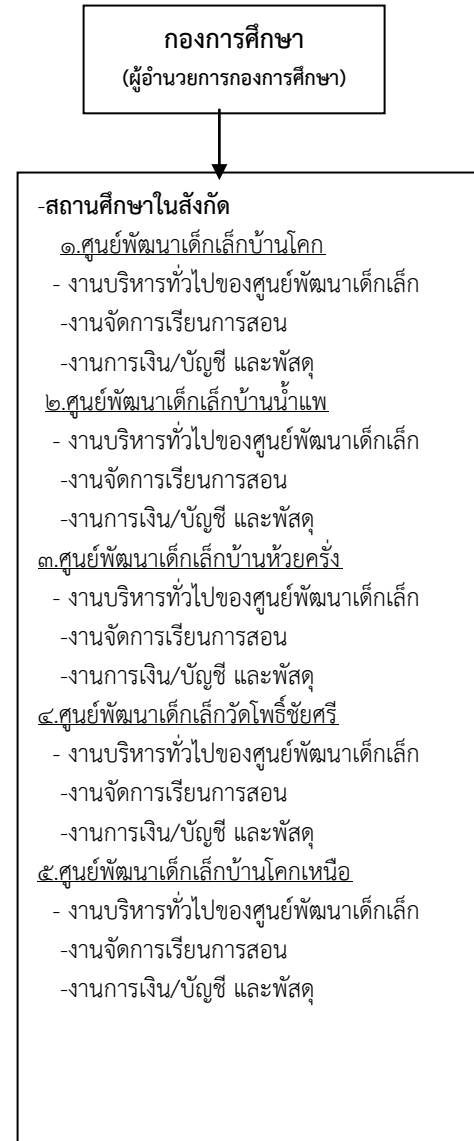 กองการศึกษา
(ผู้อำนวยการกองการศึกษา)
-สถานศึกษาในสังกัด
๑.ศูนย์พัฒนาเด็กเล็กบ้านโคก
- งานบริหารทั่วไปของศูนย์พัฒนาเด็กเล็ก
-งานจัดการเรียนการสอน
-งานการเงิน/บัญชี และพัสดุ
๒.ศูนย์พัฒนาเด็กเล็กบ้านน้ำแพ
- งานบริหารทั่วไปของศูนย์พัฒนาเด็กเล็ก
-งานจัดการเรียนการสอน
-งานการเงิน/บัญชี และพัสดุ
๓.ศูนย์พัฒนาเด็กเล็กบ้านห้วยครั่ง
- งานบริหารทั่วไปของศูนย์พัฒนาเด็กเล็ก
-งานจัดการเรียนการสอน
-งานการเงิน/บัญชี และพัสดุ
๔.ศูนย์พัฒนาเด็กเล็กวัดโพธิ์ชัยศรี
- งานบริหารทั่วไปของศูนย์พัฒนาเด็กเล็ก
-งานจัดการเรียนการสอน
-งานการเงิน/บัญชี และพัสดุ
๕.ศูนย์พัฒนาเด็กเล็กบ้านโคกเหนือ
- งานบริหารทั่วไปของศูนย์พัฒนาเด็กเล็ก
-งานจัดการเรียนการสอน
-งานการเงิน/บัญชี และพัสดุ